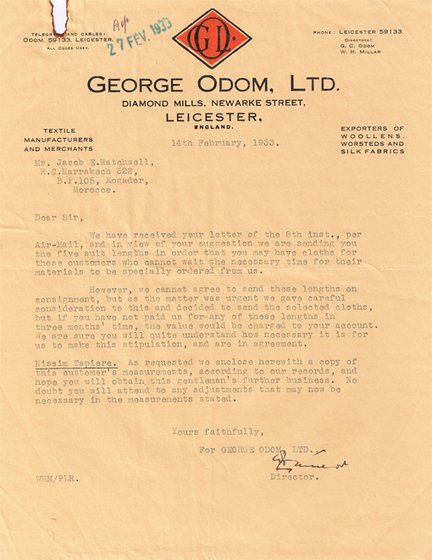 TELEGRAMS AND CABLES:
ODOM, 59133, LEICESTER.
ALL CODES USED.
27 FEV. 1933
G.O.
PHONE: LEICESTER 59133.
DIRECTORS:
G. C. ODOM
W. H. MILLAR
GEORGE ODOM, LTD.
DIAMOND MILLS, NEWARKE STREET,
LEICESTER,
ENGLAND.
TEXTILE
MANUFACTURERS
AND MERCHANTS
EXPORTERS OF
WOOLLENS,
WORSTEDS AND
SILK FABRICS
14th February, 1933.
Mr. Jacob E.Hatchwell,
R.C.Marrakech 322,
B.P.105, Mogador,
Morocco.
Dear Sir,
We have received your letter of the 8th inst., per
Air-Mail, and in view of your suggestion we are sending you
the five suit lengths in order that you may have cloths for
those customers who cannot wait the necessary time for their
materials to be specially ordered from us.
However, we cannot agree to send these lengths on
consignment, but as the matter was urgent we gave careful
consideration to this and decided to send the selected cloths,
but if you have not paid us for any of these lengths in
three months' time, the value would be charged to your account.
We are sure you will quite understand how necessary it is for
us to make this stipulation, and are in agreement.
Nissim Tapiero. As requested we enclose herewith a copy of
this customer's measurements, according to our records, and
hope you will obtain this gentleman's further business. No
doubt you will attend to any adjustments that may now be
necessary in the measurements stated.
Yours faithfully,
For GEORGE ODOM, LTD.
Director.
WHM/PLR.